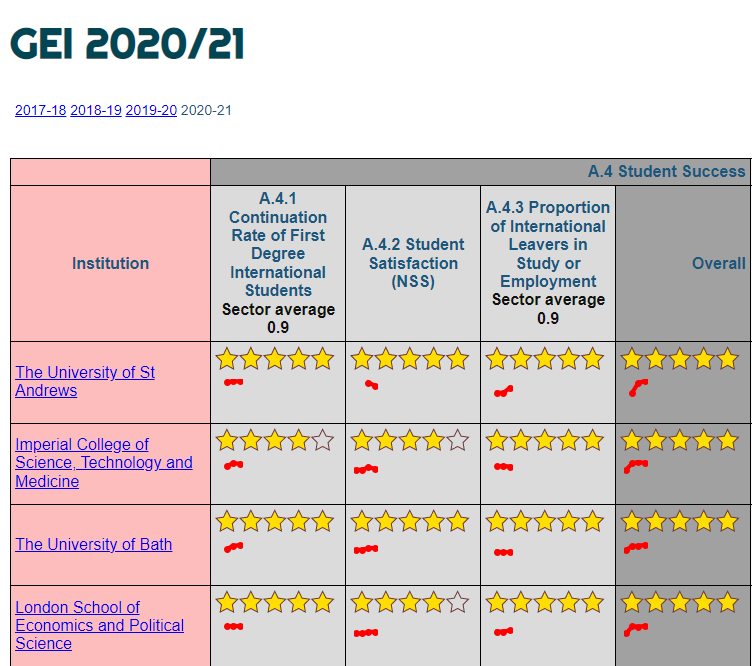 GEI 2020/21
2017-18 2018-19 2019-20 2020-21
A.4 Student Success
Institution
A.4.1
Continuation
Rate of First
Degree
International
Students
Sector average
0.9
A.4.2 Student
Satisfaction
(NSS)
A.4.3 Proportion
of International
Leavers in
Study or
Employment
Sector average
0.9
Overall
The University of St
Andrews
Imperial College of
Science, Technology and
Medicine
The University of Bath
London School of
Economics and Political
Science